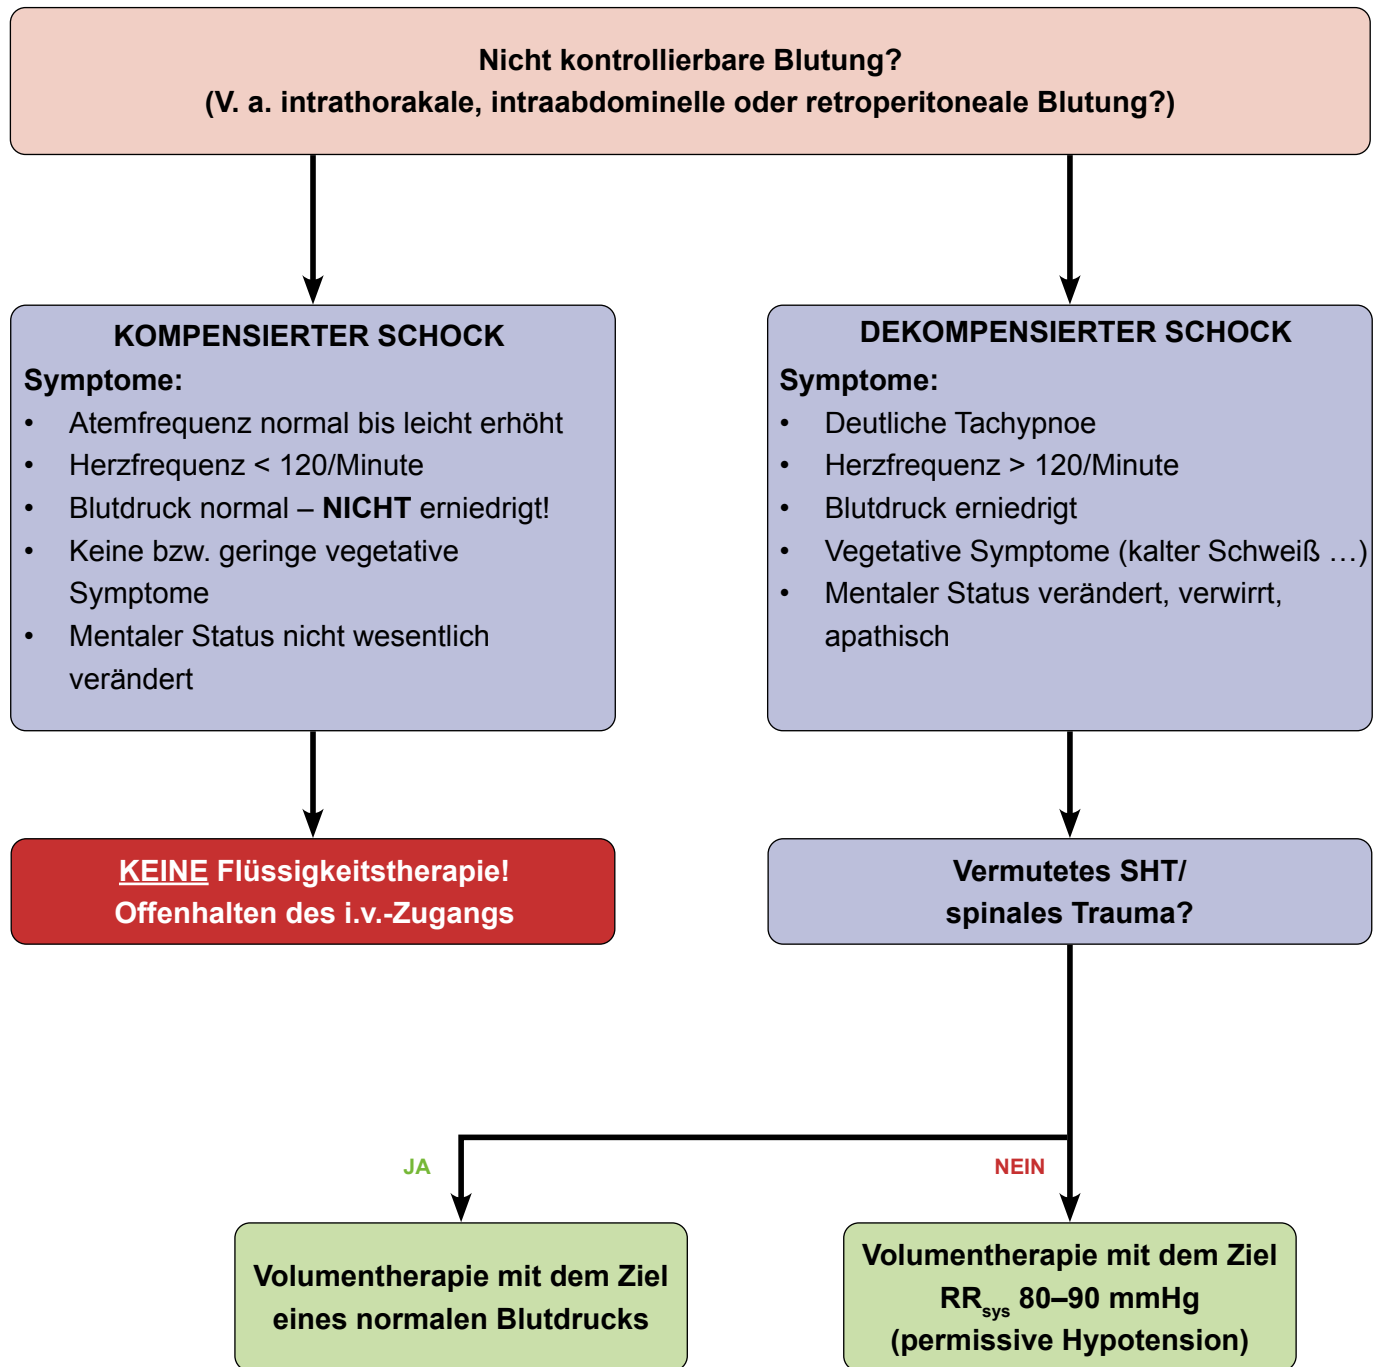 Nicht kontrollierbare Blutung?
(V. a. intrathorakale, intraabdominelle oder retroperitoneale Blutung?)
KOMPENSIERTER SCHOCK
Symptome:
• Atemfrequenz normal bis leicht erhöht
• Herzfrequenz < 120/Minute
• Blutdruck normal – NICHT erniedrigt!
• Keine bzw. geringe vegetative
Symptome
• Mentaler Status nicht wesentlich
verändert
DEKOMPENSIERTER SCHOCK
Symptome:
• Deutliche Tachypnoe
• Herzfrequenz > 120/Minute
• Blutdruck erniedrigt
• Vegetative Symptome (kalter Schweiß …)
• Mentaler Status verändert, verwirrt,
apathisch
KEINE Flüssigkeitstherapie!
Offenhalten des i.v.-Zugangs
Vermutetes SHT/
spinales Trauma?
JA
NEIN
Volumentherapie mit dem Ziel
eines normalen Blutdrucks
Volumentherapie mit dem Ziel
RRsys 80–90 mmHg
(permissive Hypotension)